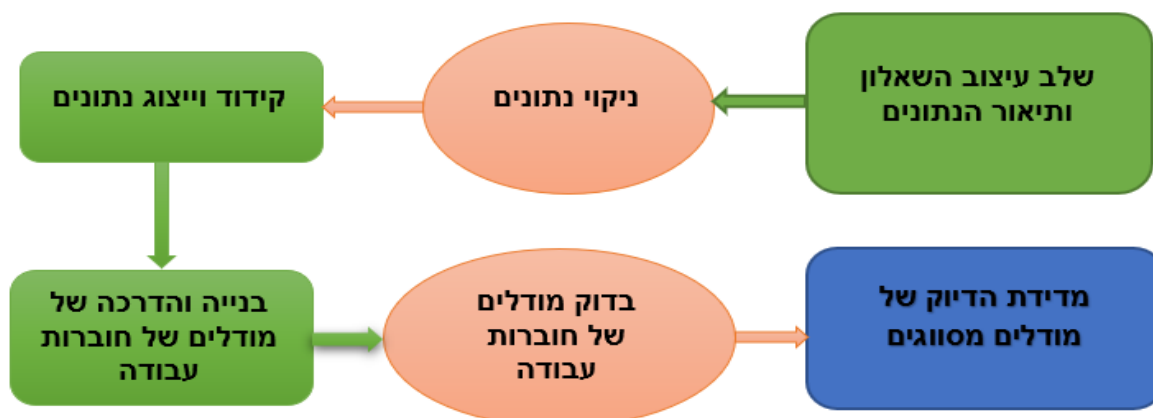 שלב עיצוב השאלון
ותיאור הנתונים
ניקוי נתונים
קידוד וייצוג נתונים
בנייה והדרכה של
מודלים של חוברות
עבודה
בדוק מודלים
של חוברות
עבודה
מדידת הדיוק של
מודלים מסווגים